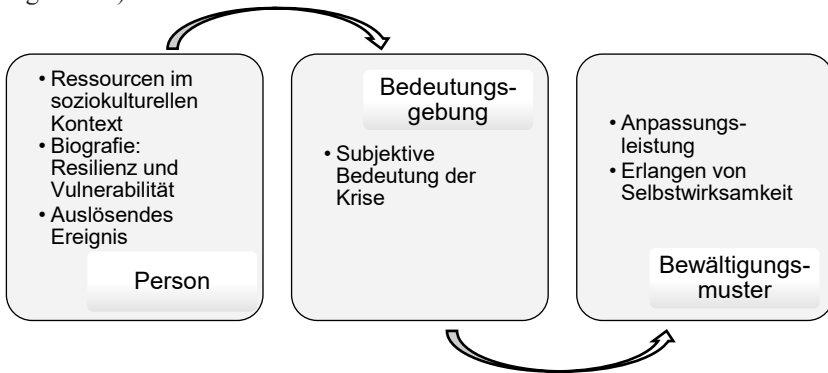 • Ressourcen im
soziokulturellen
Kontext
• Biografie:
Resilienz und
Vulnerabilität
• Auslösendes
Ereignis
Person
Bedeutungs-
gebung
• Subjektive
Bedeutung der
Krise
• Anpassungs-
leistung
• Erlangen von
Selbstwirksamkeit
Bewältigungs-
muster